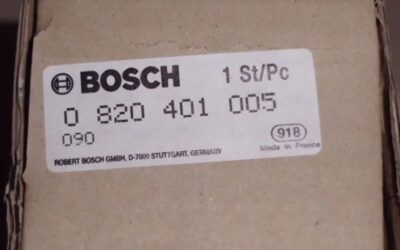 BOSCH 1 St/Pc
0 820 401 005
090
918
Made in France
ROBERT BOSCH GMBH, D-7000 STUTTGART, GERMANY